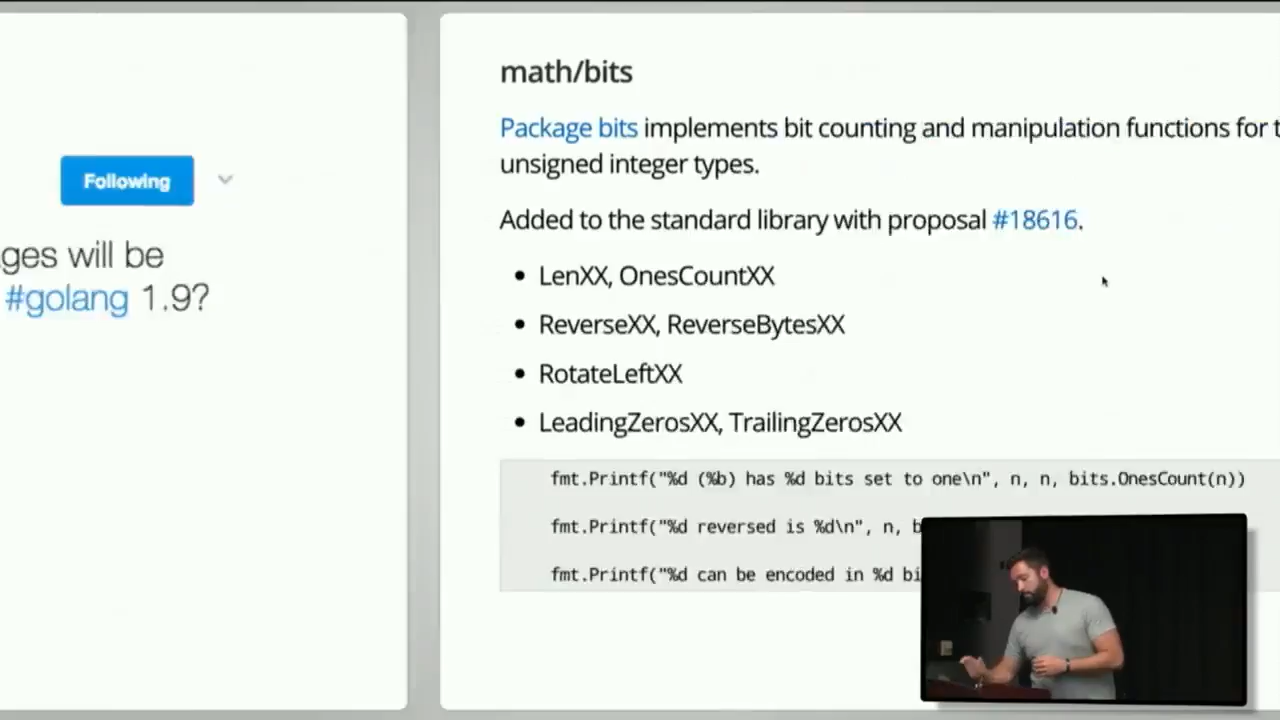 Following
ges will be
#golang 1.9?
math/bits
Package bits implements bit counting and manipulation functions for t
unsigned integer types.
Added to the standard library with proposal #18616.
• LenXX, OnesCountXX
• ReverseXX, ReverseBytesXX
• RotateLeftXX
• LeadingZerosXX, TrailingZerosXX
fmt.Printf("%d (%b) has %d bits set to one\n", n, n, bits.OnesCount(n))
fmt.Printf("%d reversed is %d\n", n, b
fmt.Printf("%d can be encoded in %d bi